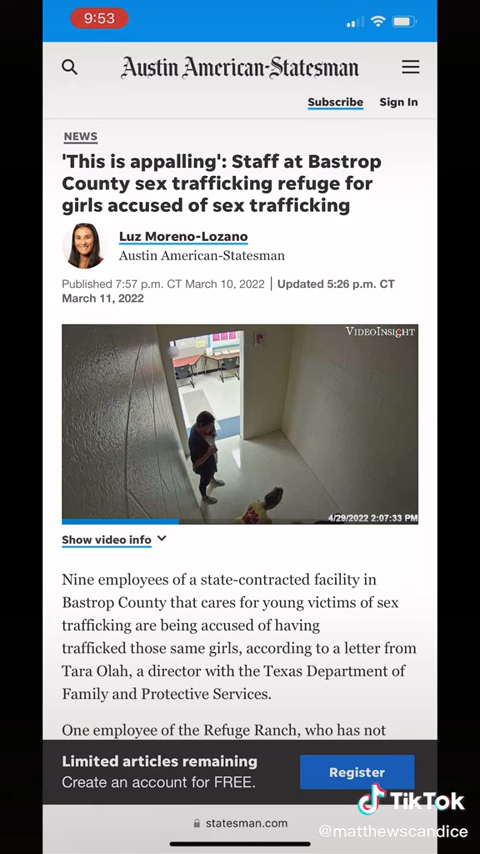 9:53
Austin American-Statesman
Subscribe Sign In
NEWS
'This is appalling': Staff at Bastrop
County sex trafficking refuge for
girls accused of sex trafficking
Luz Moreno-Lozano
Austin American-Statesman
Published 7:57 p.m. CT March 10, 2022 | Updated 5:26 p.m. CT
March 11, 2022
VIDEOINSIGHT
4/29/2022 2:07:33 PM
Show video info
Nine employees of a state-contracted facility in
Bastrop County that cares for young victims of sex
trafficking are being accused of having
trafficked those same girls, according to a letter from
Tara Olah, a director with the Texas Department of
Family and Protective Services.
One employee of the Refuge Ranch, who has not
Limited articles remaining
Create an account for FREE.
Register
TikTok
statesman.com
@matthewscandice